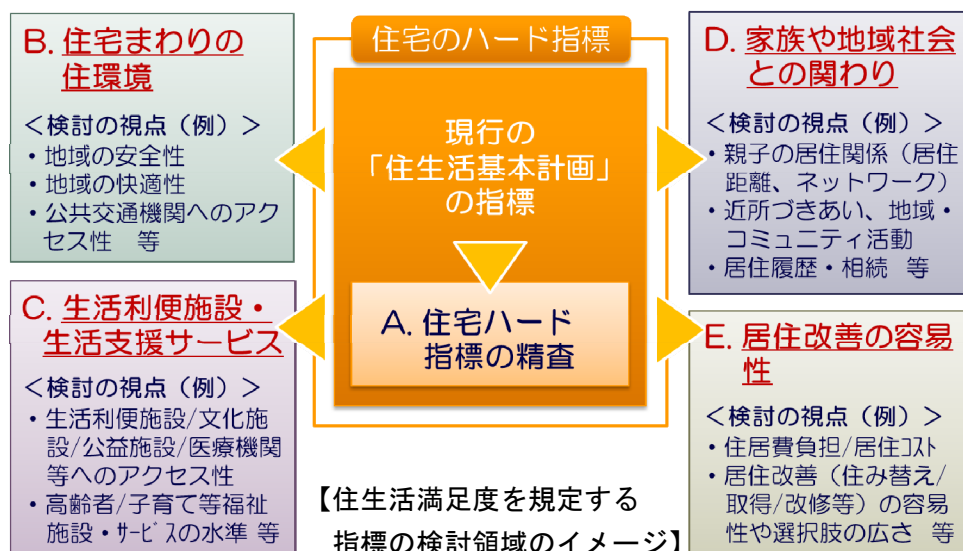 B. 住宅まわりの
住環境
＜検討の視点（例）＞
・地域の安全性
・地域の快適性
・公共交通機関へのアク
セス性　等
C. 生活利便施設・
生活支援サービス
＜検討の視点（例）＞
・生活利便施設/文化施
設/公益施設/医療機関
等へのアクセス性
・高齢者/子育て等福祉
施設・ｻｰﾋﾞｽの水準 等
住宅のハード指標
現行の
「住生活基本計画」
の指標
A. 住宅ハード
指標の精査
D. 家族や地域社会
との関わり
＜検討の視点（例）＞
・親子の居住関係（居住
距離、ネットワーク）
・近所づきあい、地域・
コミュニティ活動
・居住履歴・相続　等
E. 居住改善の容易
性
＜検討の視点（例）＞
・住居費負担/居住ｺｽﾄ
・居住改善（住み替え/
取得/改修等）の容易
性や選択肢の広さ　等
【住生活満足度を規定する
指標の検討領域のイメージ】